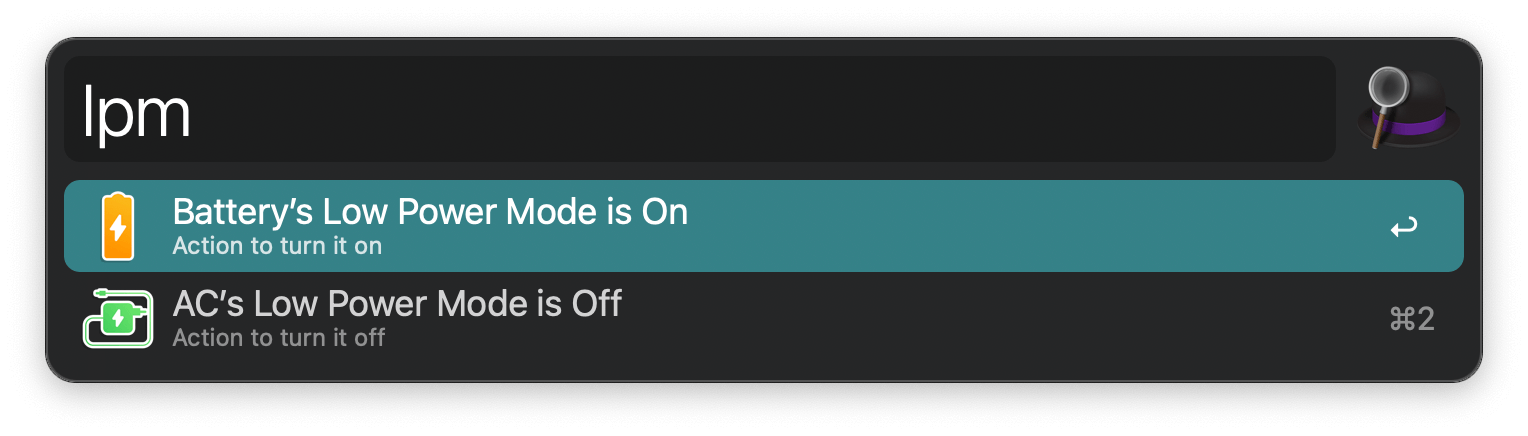 lpm
Battery’s Low Power Mode is On
Action to turn it on
↩
AC’s Low Power Mode is Off
Action to turn it off
⌘2